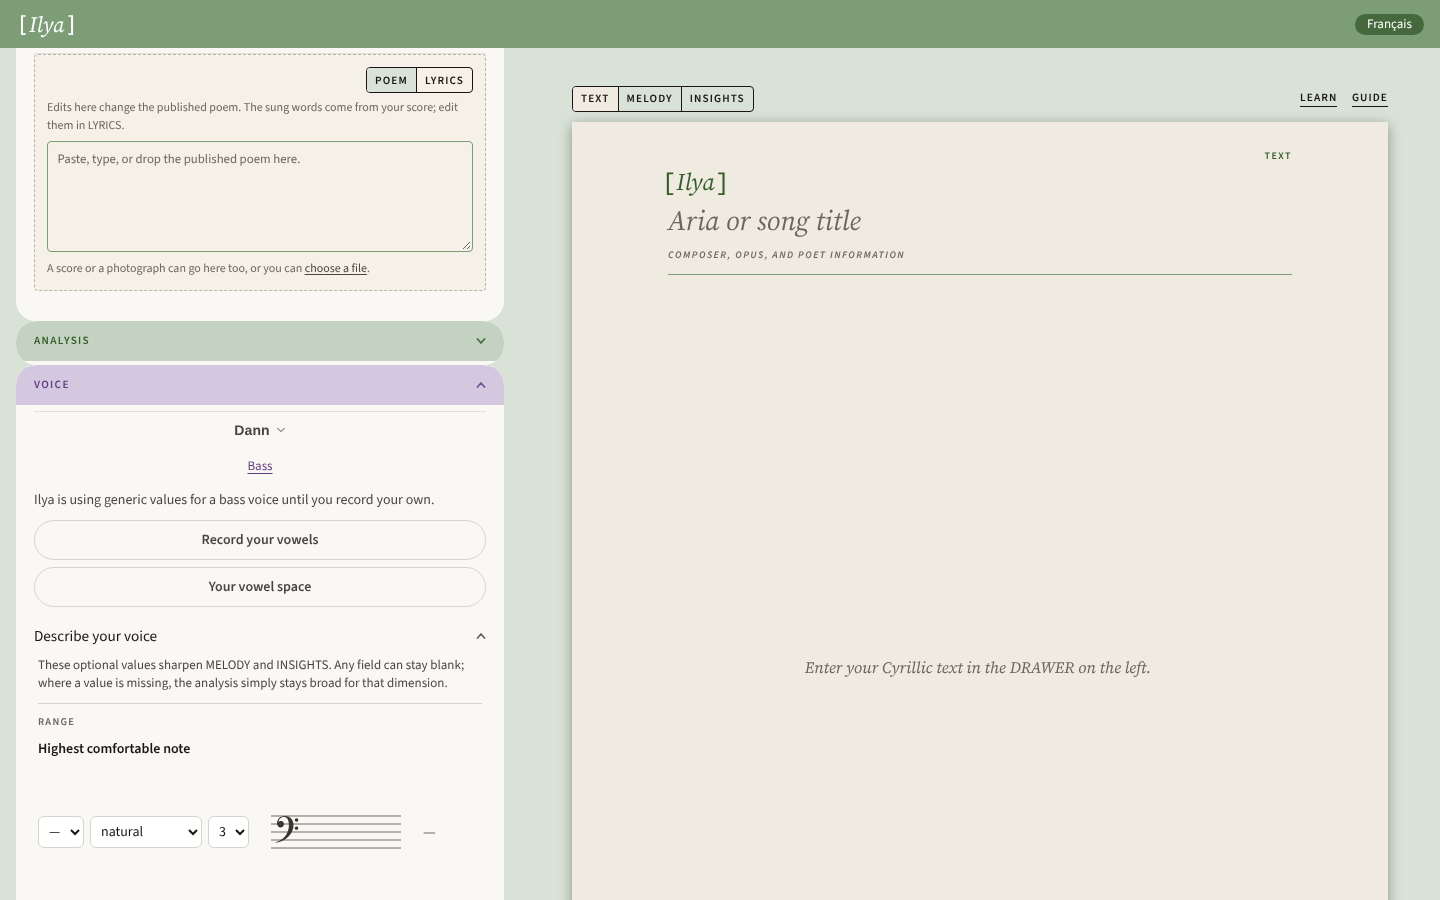 [Ilya]
Français
POEM
LYRICS
Edits here change the published poem. The sung words come from your score; edit
them in LYRICS.
Paste, type, or drop the published poem here.
A score or a photograph can go here too, or you can choose a file.
ANALYSIS
VOICE
Dann
Bass
Ilya is using generic values for a bass voice until you record your own.
Record your vowels
Your vowel space
Describe your voice
These optional values sharpen MELODY and INSIGHTS. Any field can stay blank;
where a value is missing, the analysis simply stays broad for that dimension.
RANGE
Highest comfortable note
— natural 3 —
TEXT
MELODY
INSIGHTS
LEARN
GUIDE
TEXT
[Ilya]
Aria or song title
COMPOSER, OPUS, AND POET INFORMATION
Enter your Cyrillic text in the DRAWER on the left.